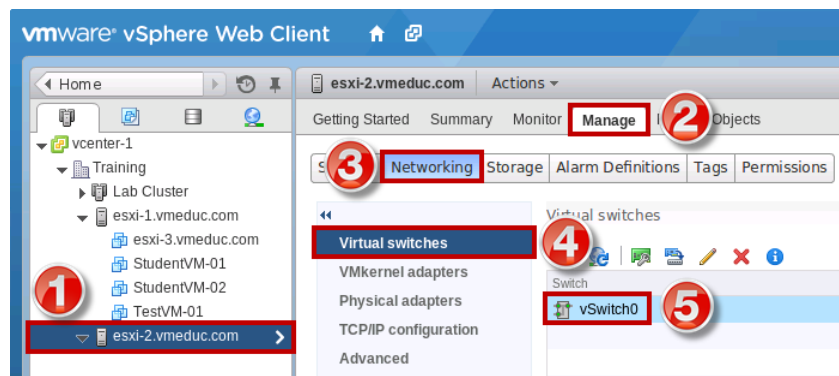 vmware® vSphere Web Client
Home
vcenter-1
Training
Lab Cluster
esxi-1.vmeduc.com
esxi-3.vmeduc.com
StudentVM-01
StudentVM-02
TestVM-01
1
esxi-2.vmeduc.com
esxi-2.vmeduc.com Actions
Getting Started Summary Monitor Manage 2 Objects
3 Networking Storage Alarm Definitions Tags Permissions
Virtual switches
VMkernel adapters
Physical adapters
TCP/IP configuration
Advanced
Virtual switches
4
Switch
vSwitch0 5